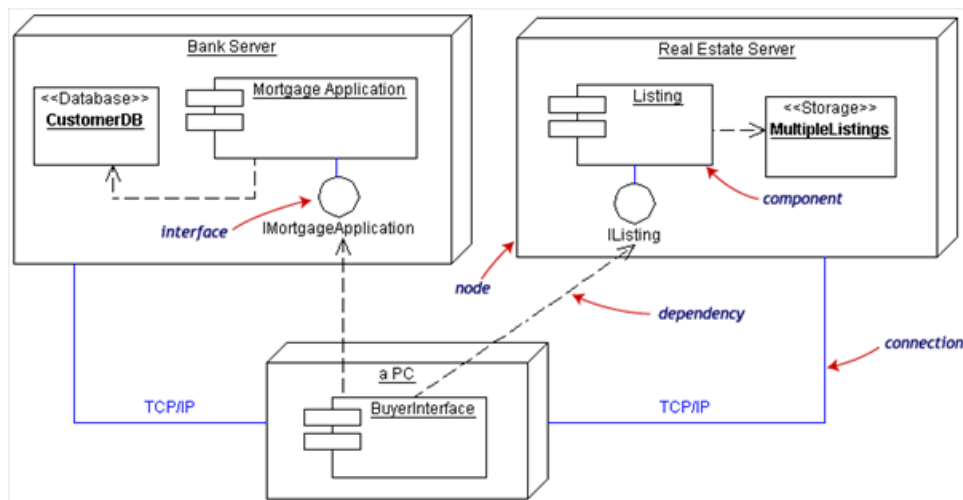 Bank Server
<<Database>>
CustomerDB
Mortgage Application
interface
IMortgageApplication
Real Estate Server
Listing
<<Storage>>
MultipleListings
component
IListing
node
dependency
connection
a PC
BuyerInterface
TCP/IP
TCP/IP